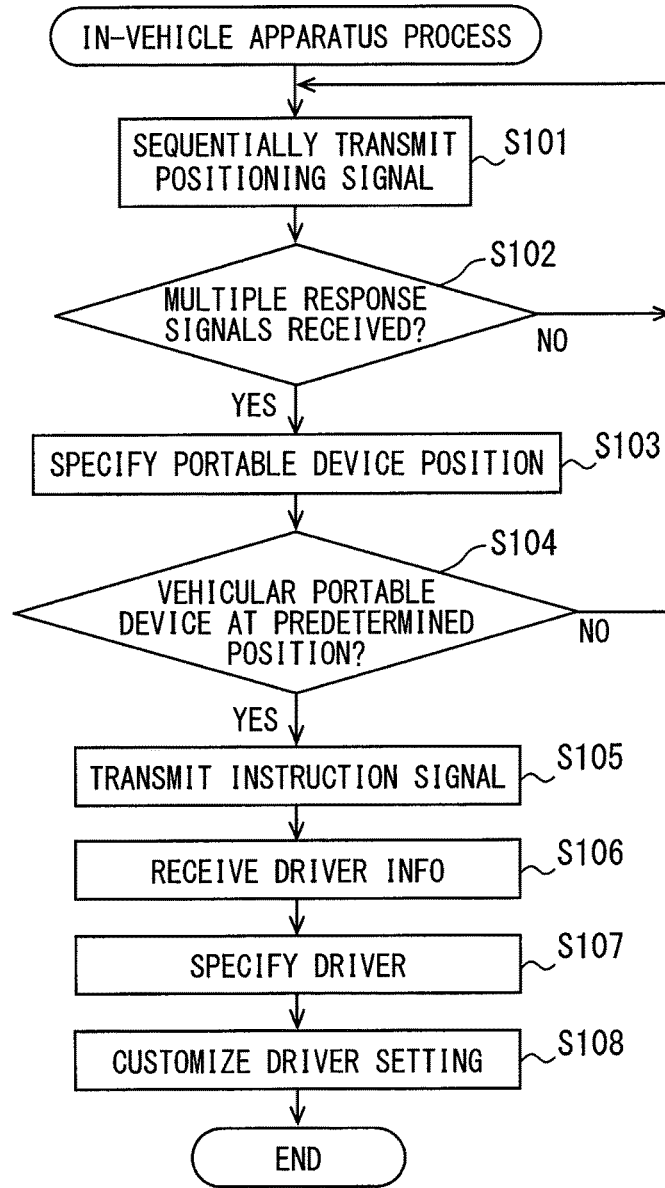 IN-VEHICLE APPARATUS PROCESS
SEQUENTIALLY TRANSMIT
POSITIONING SIGNAL
S101
MULTIPLE RESPONSE
SIGNALS RECEIVED?
S102
NO
YES
SPECIFY PORTABLE DEVICE POSITION
S103
VEHICULAR PORTABLE
DEVICE AT PREDETERMINED
POSITION?
S104
NO
YES
TRANSMIT INSTRUCTION SIGNAL
S105
RECEIVE DRIVER INFO
S106
SPECIFY DRIVER
S107
CUSTOMIZE DRIVER SETTING
S108
END